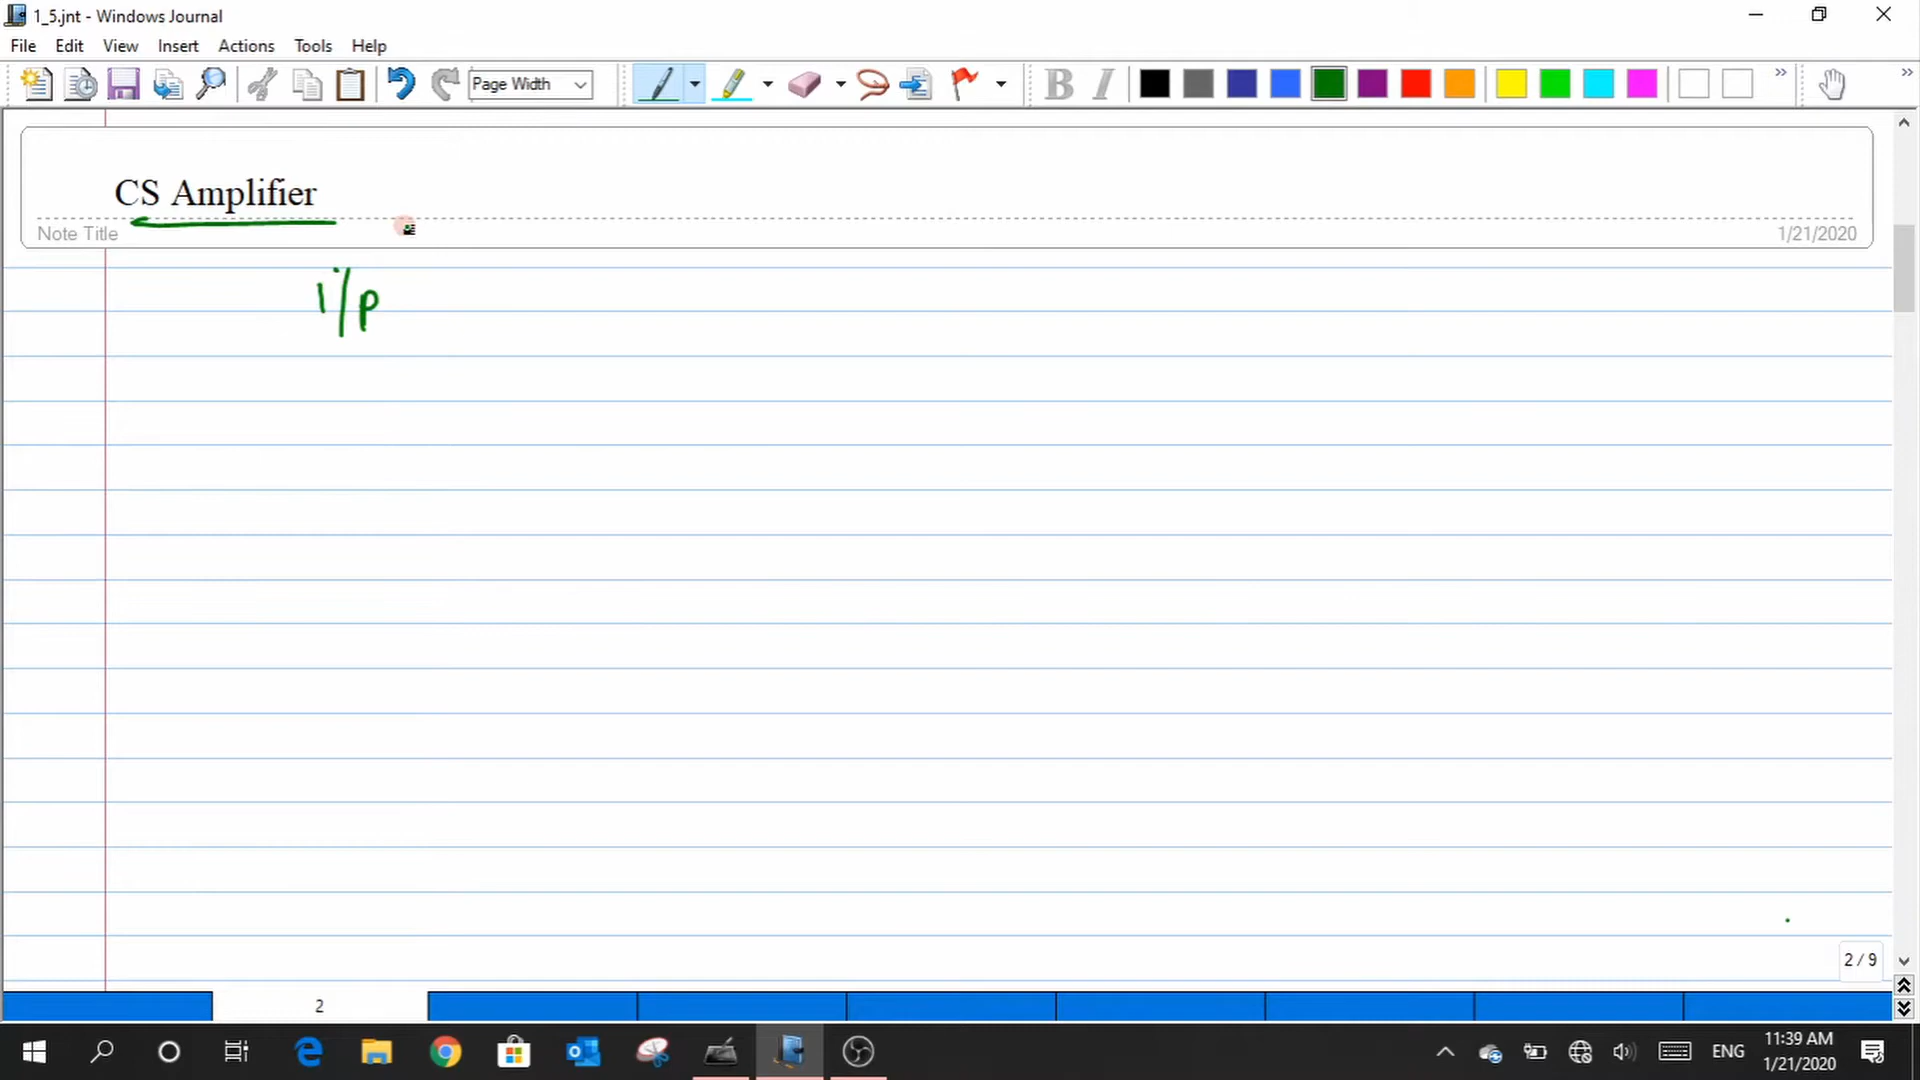 1_5.jnt - Windows Journal
File Edit View Insert Actions Tools Help
Page Width
B I
CS Amplifier
Note Title
1/21/2020
i/p
2 / 9
2
ENG
11:39 AM
1/21/2020